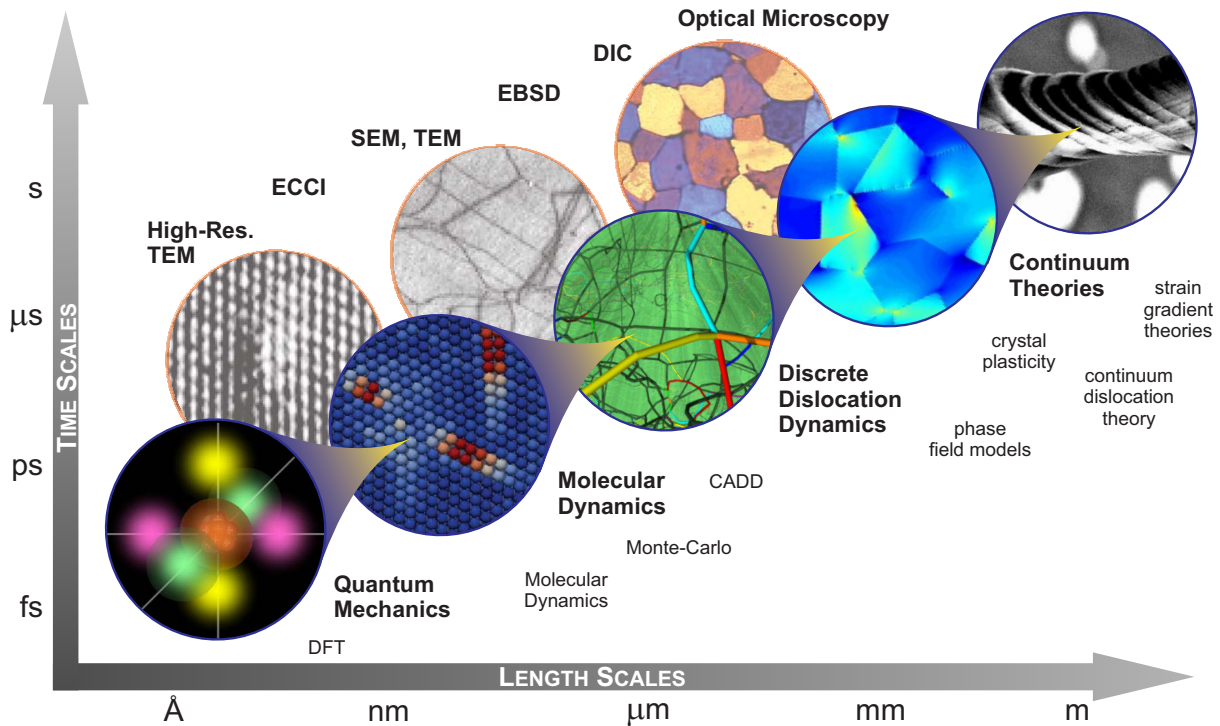 Optical Microscopy
DIC
EBSD
SEM, TEM
ECCI
High-Res.
TEM
s
μs
ps
fs
TIME SCALES
Continuum
Theories
strain
gradient
theories
crystal
plasticity
continuum
dislocation
theory
phase
field models
Discrete
Dislocation
Dynamics
CADD
Molecular
Dynamics
Monte-Carlo
Molecular
Dynamics
Quantum
Mechanics
DFT
LENGTH SCALES
Å
nm
μm
mm
m